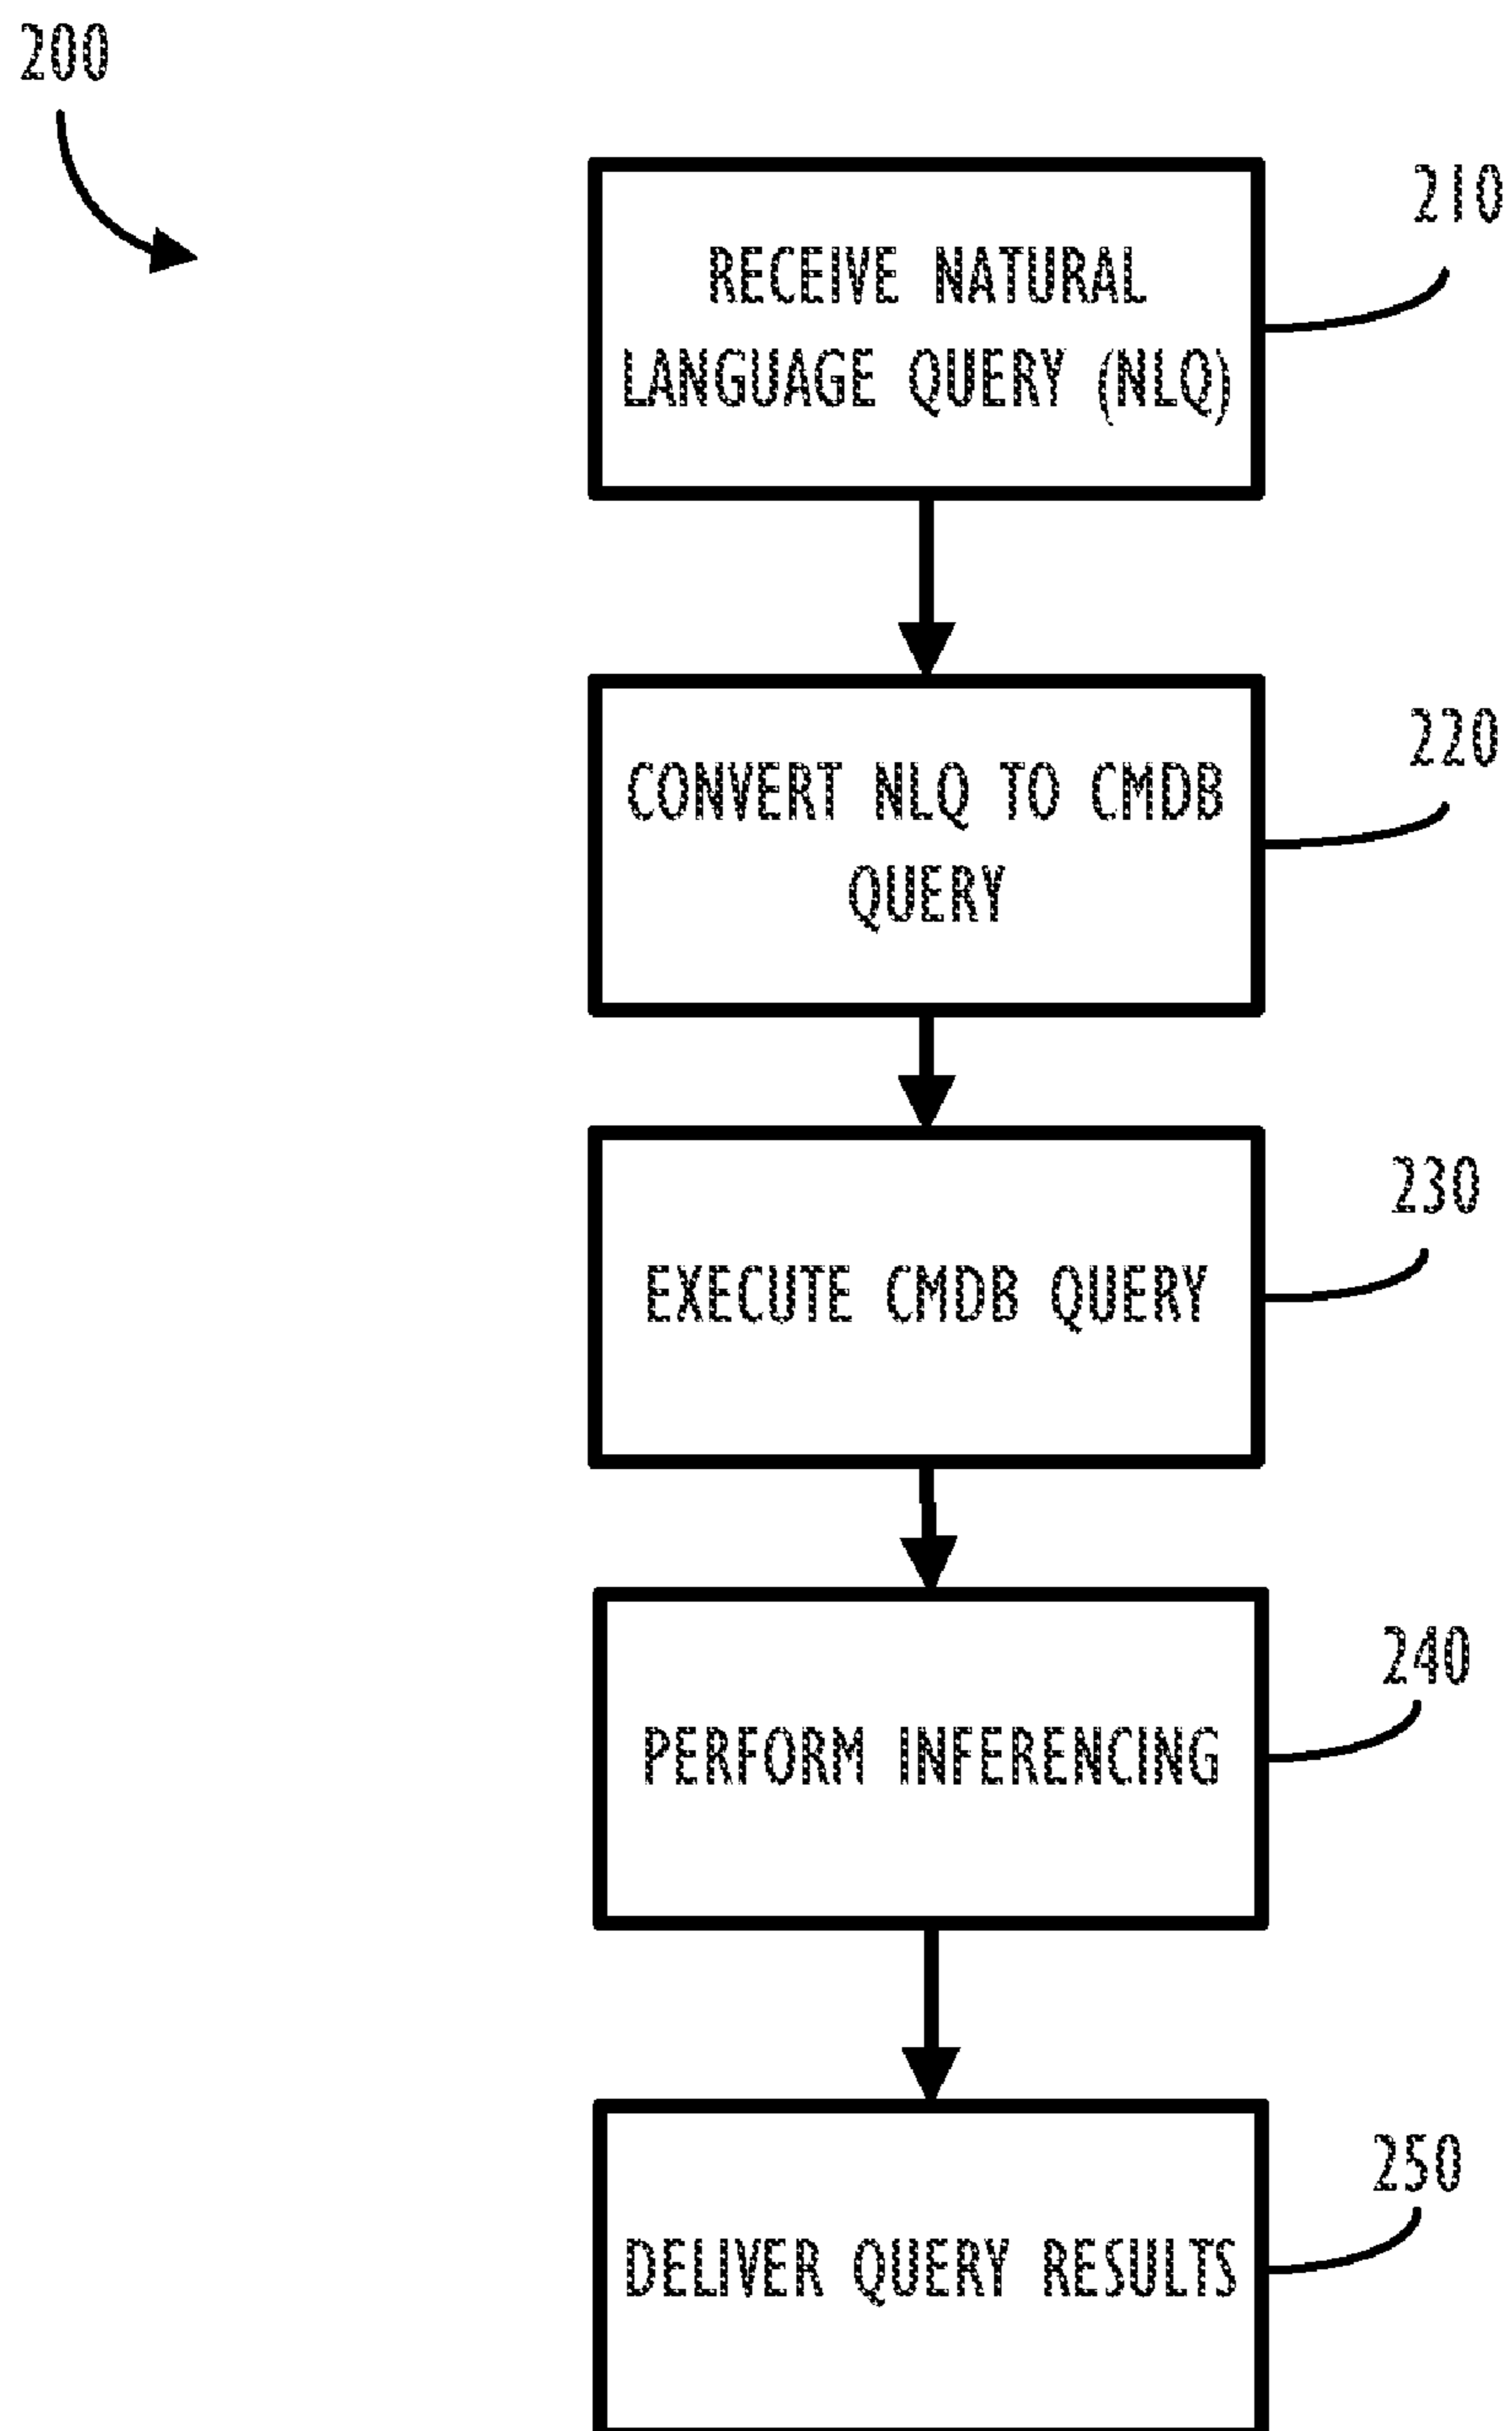 200
210
RECEIVE NATURAL
LANGUAGE QUERY (NLQ)
220
CONVERT NLQ TO CMDB
QUERY
230
EXECUTE CMDB QUERY
240
PERFORM INFERENCING
250
DELIVER QUERY RESULTS